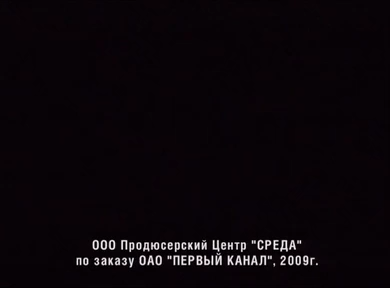 ООО Продюсерский Центр "СРЕДА"
по заказу ОАО "ПЕРВЫЙ КАНАЛ", 2009г.